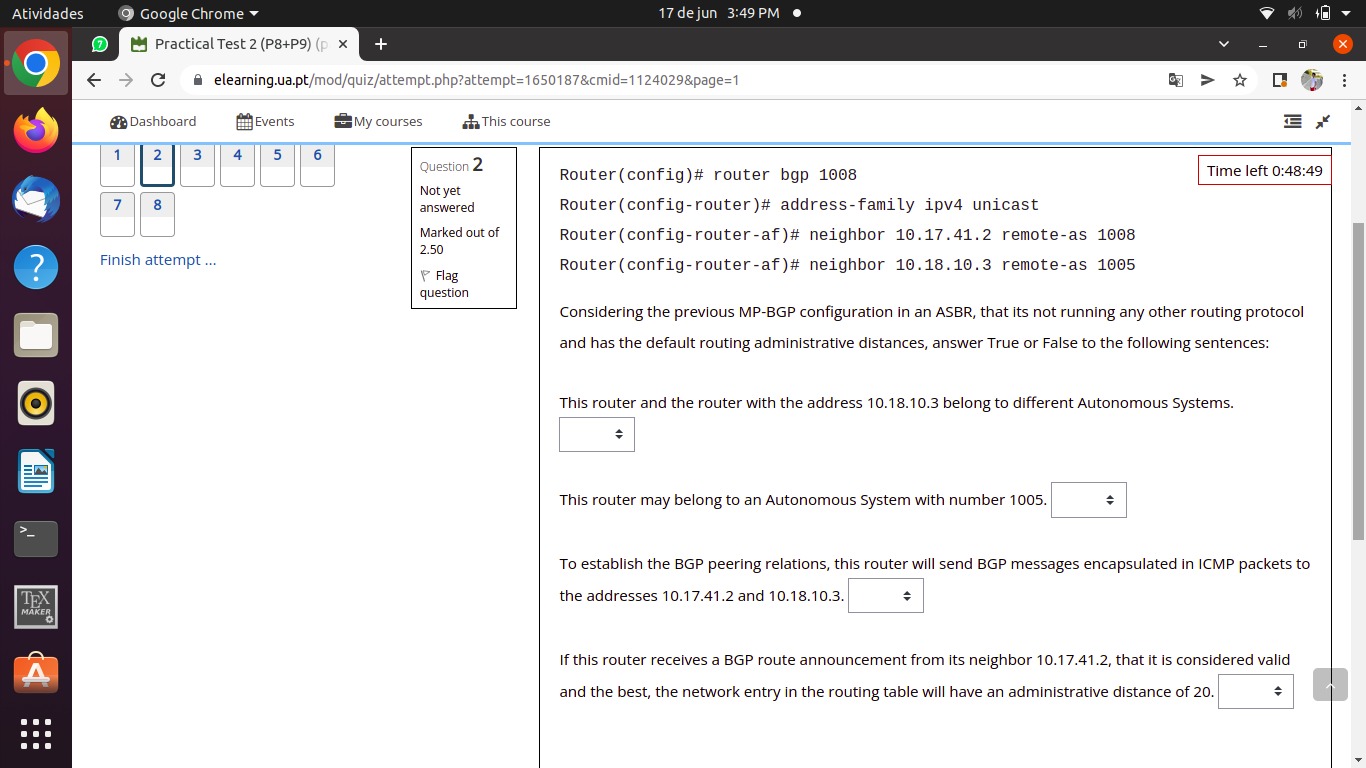 Atividades
Google Chrome
17 de jun 3:49 PM
7
Practical Test 2 (P8+P9) (p
elearning.ua.pt/mod/quiz/attempt.php?attempt=1650187&cmid=1124029&page=1
Dashboard
Events
My courses
This course
1 2 3 4 5 6
7 8
Finish attempt ...
Question 2
Not yet
answered
Marked out of
2.50
Flag
question
Time left 0:48:49
Router(config)# router bgp 1008
Router(config-router)# address-family ipv4 unicast
Router(config-router-af)# neighbor 10.17.41.2 remote-as 1008
Router(config-router-af)# neighbor 10.18.10.3 remote-as 1005
Considering the previous MP-BGP configuration in an ASBR, that its not running any other routing protocol
and has the default routing administrative distances, answer True or False to the following sentences:
This router and the router with the address 10.18.10.3 belong to different Autonomous Systems.
This router may belong to an Autonomous System with number 1005.
To establish the BGP peering relations, this router will send BGP messages encapsulated in ICMP packets to
the addresses 10.17.41.2 and 10.18.10.3.
If this router receives a BGP route announcement from its neighbor 10.17.41.2, that it is considered valid
and the best, the network entry in the routing table will have an administrative distance of 20.
?
>_
TEX
MAKER